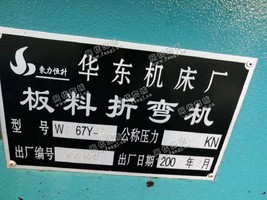 东力恒升
华东机床厂
板料折弯机
型号 W 67Y- 公称压力 KN
出厂编号 出厂日期 200 年 月